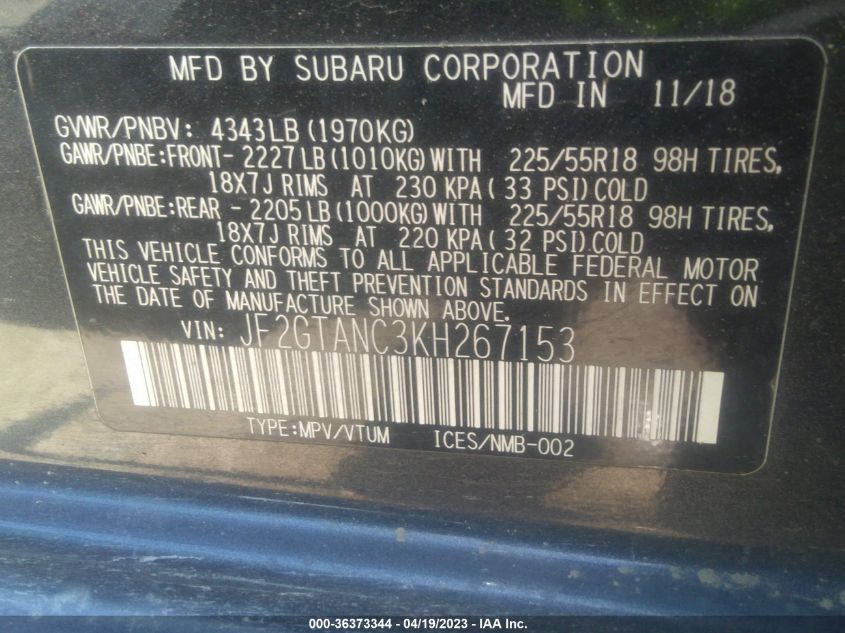 MFD BY SUBARU CORPORATION
MFD IN 11/18
GVWR/PNBV: 4343LB (1970KG)
GAWR/PNBE:FRONT- 2227 LB (1010KG) WITH 225/55R18 98H TIRES,
18X7J RIMS AT 230 KPA ( 33 PSI) COLD
GAWR/PNBE:REAR - 2205 LB (1000KG) WITH 225/55R18 98H TIRES,
18X7J RIMS AT 220 KPA ( 32 PSI) COLD
THIS VEHICLE CONFORMS TO ALL APPLICABLE FEDERAL MOTOR
VEHICLE SAFETY AND THEFT PREVENTION STANDARDS IN EFFECT ON
THE DATE OF MANUFACTURE SHOWN ABOVE.
VIN: JF2GTANC3KH267153
TYPE:MPV/VTUM ICES/NMB-002
000-36373344 - 04/19/2023 - IAA Inc.